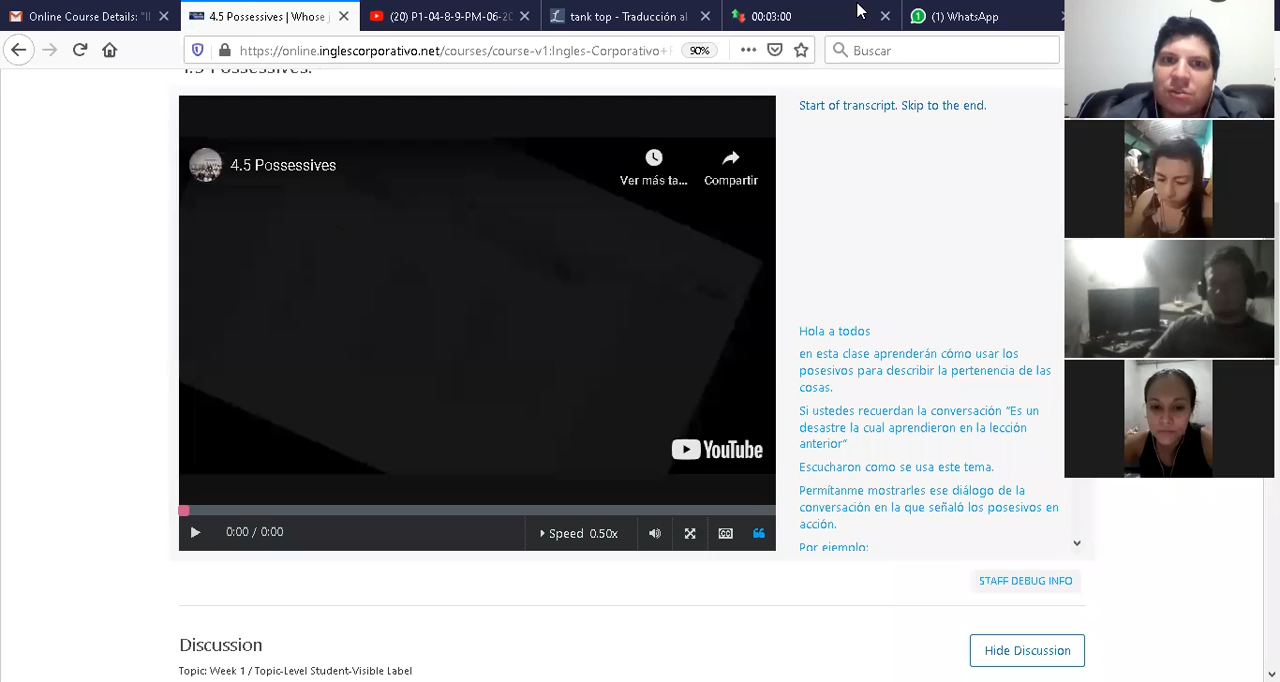 Online Course Details: "I
4.5 Possessives | Whose j
(20) P1-04-8-9-PM-06-20
tank top - Traducción al
00:03:00
(1) WhatsApp
https://online.inglescorporativo.net/courses/course-v1:Ingles-Corporativo+
90%
Buscar
4.5 Possessives.
4.5 Possessives
Ver más ta...
Compartir
YouTube
0:00 / 0:00
Speed 0.50x
Start of transcript. Skip to the end.
Hola a todos
en esta clase aprenderán cómo usar los
posesivos para describir la pertenencia de las
cosas.
Si ustedes recuerdan la conversación "Es un
desastre la cual aprendieron en la lección
anterior"
Escucharon como se usa este tema.
Permítanme mostrarles ese diálogo de la
conversación en la que señaló los posesivos en
acción.
Por ejemplo:
STAFF DEBUG INFO
Discussion
Hide Discussion
Topic: Week 1 / Topic-Level Student-Visible Label